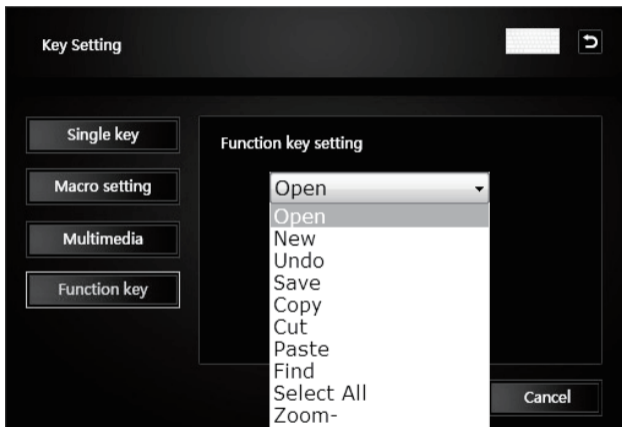 Key Setting
Single key
Macro setting
Multimedia
Function key
Function key setting
Open
Open
New
Undo
Save
Copy
Cut
Paste
Find
Select All
Zoom-
Cancel